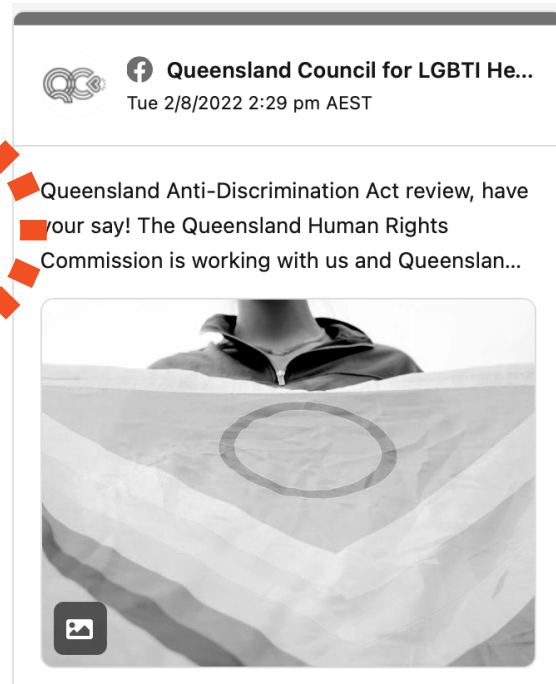 QC
Queensland Council for LGBTI He...
Tue 2/8/2022 2:29 pm AEST
Queensland Anti-Discrimination Act review, have
your say! The Queensland Human Rights
Commission is working with us and Queenslan...